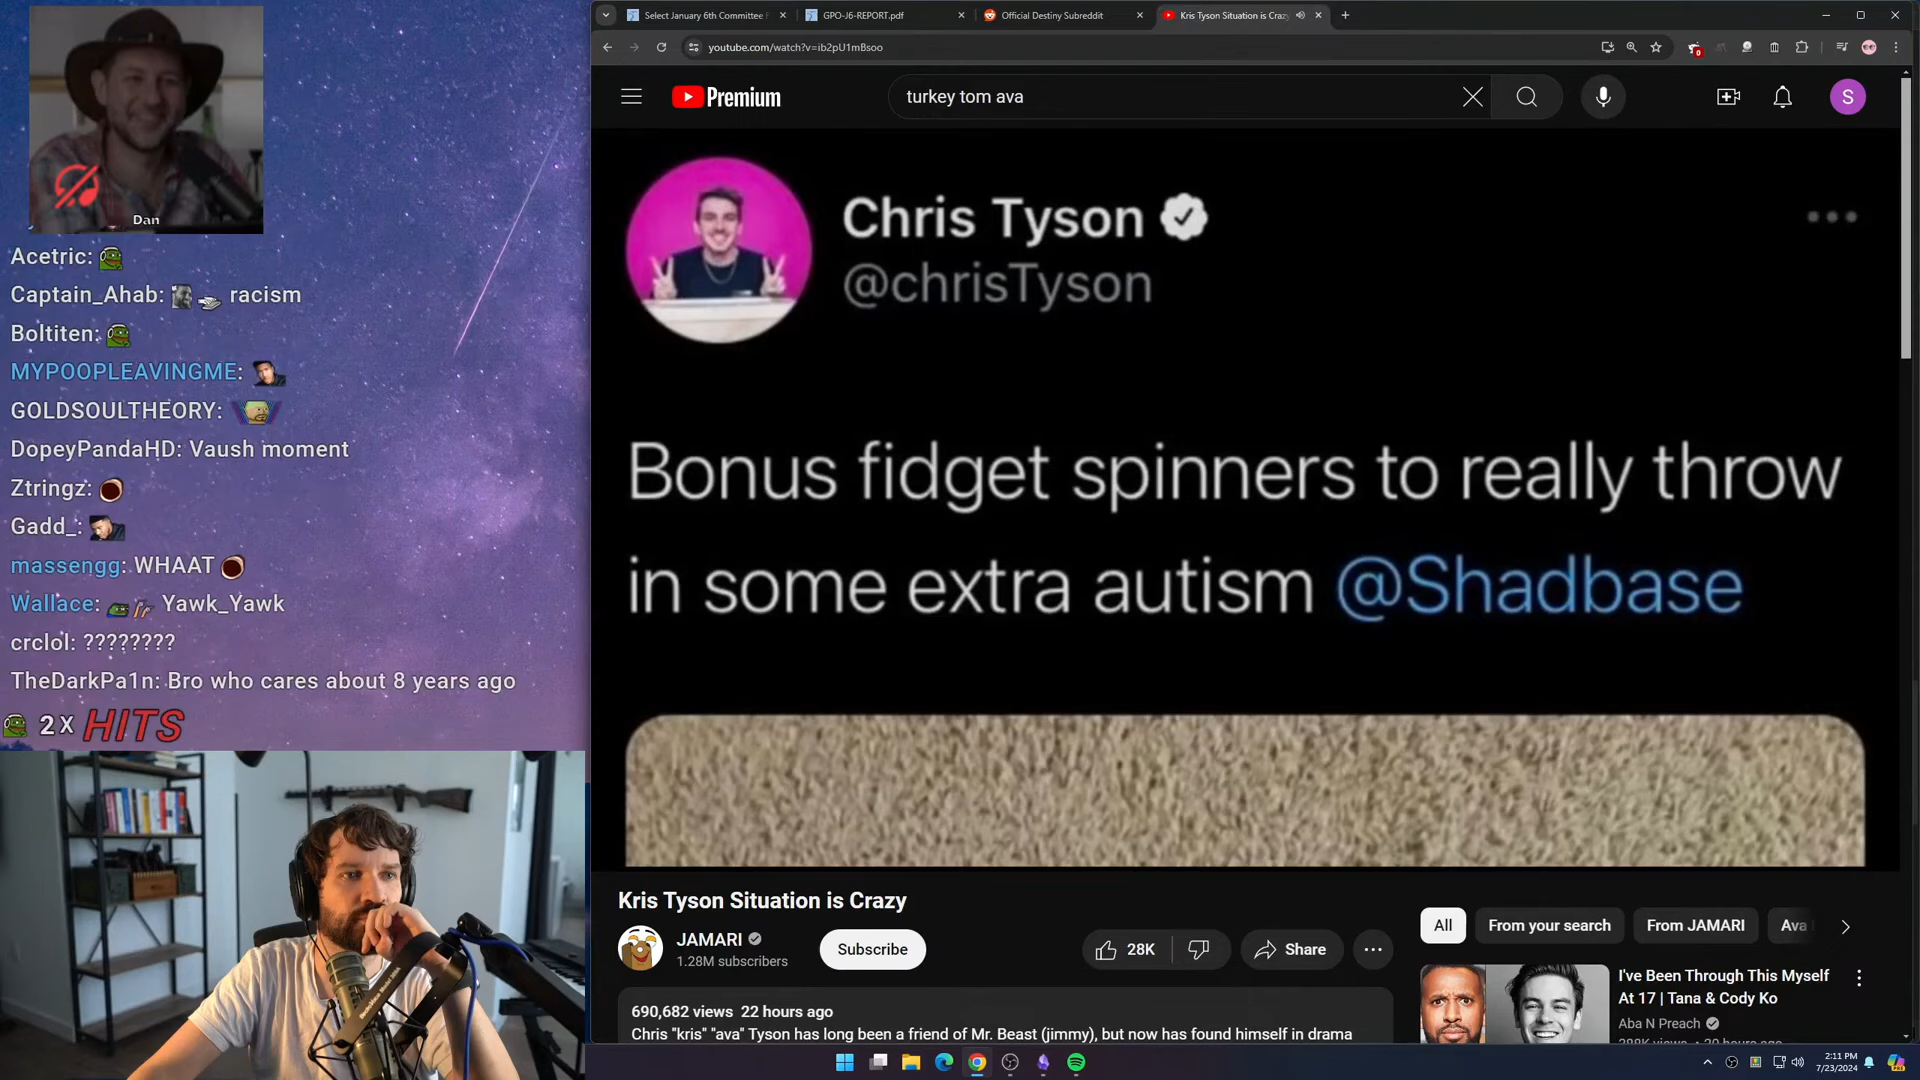 Select January 6th Committee
GPO-J6-REPORT.pdf
Official Destiny Subreddit
Kris Tyson Situation is Crazy
youtube.com/watch?v=ib2pU1mBsoo
0
Premium
turkey tom ava
S
Dan
Acetric:
Captain_Ahab: racism
Boltiten:
MYPOOPLEAVINGME:
GOLDSOULTHEORY:
DopeyPandaHD: Vaush moment
Ztringz:
Gadd_:
massengg: WHAAT
Wallace: Yawk_Yawk
crclol: ????????
TheDarkPa1n: Bro who cares about 8 years ago
2 X HITS
Chris Tyson
@chrisTyson
Bonus fidget spinners to really throw
in some extra autism @Shadbase
Kris Tyson Situation is Crazy
JAMARI
1.28M subscribers
Subscribe
28K
Share
690,682 views 22 hours ago
Chris "kris" "ava" Tyson has long been a friend of Mr. Beast (jimmy), but now has found himself in drama
All
From your search
From JAMARI
Ava
I've Been Through This Myself
At 17 | Tana & Cody Ko
Aba N Preach
2:11 PM
7/23/2024